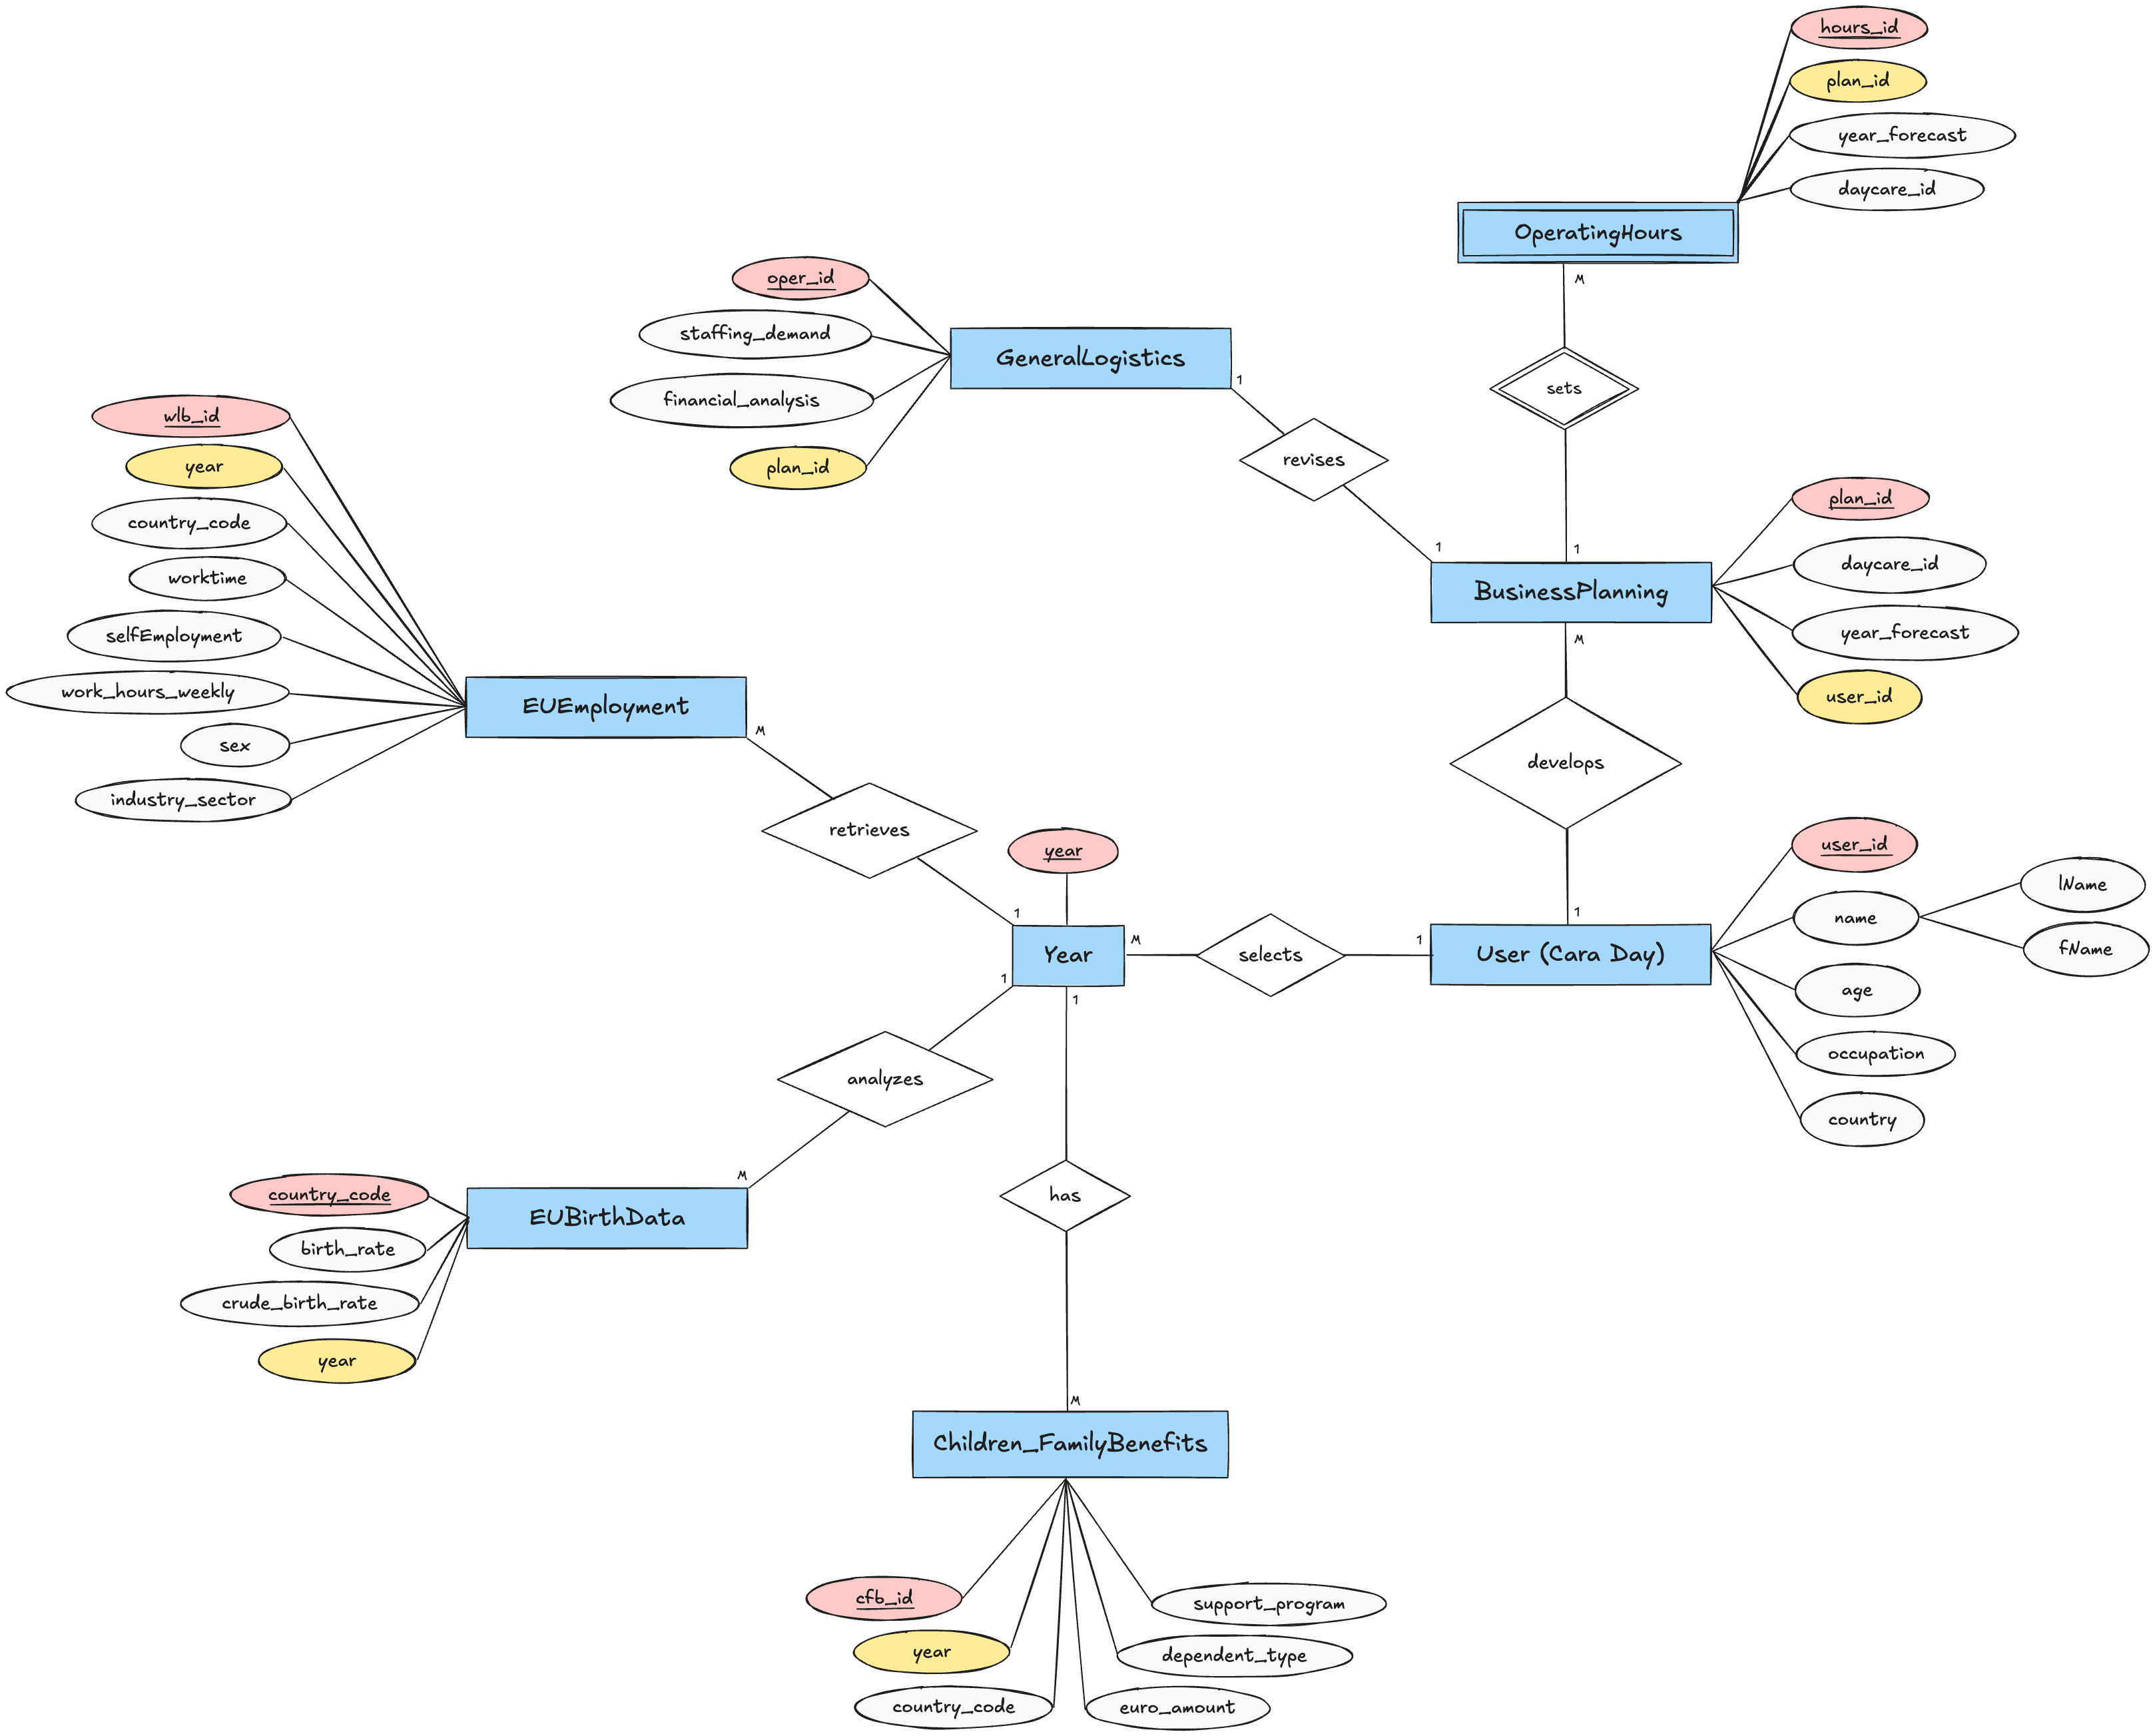 hours_id
plan_id
year_forecast
daycare_id
OperatingHours
M
sets
1
oper_id
staffing_demand
financial_analysis
plan_id
GeneralLogistics
1
revises
1
plan_id
daycare_id
year_forecast
user_id
BusinessPlanning
M
develops
1
wlb_id
year
country_code
worktime
selfEmployment
work_hours_weekly
sex
industry_sector
EUEmployment
M
retrieves
1
year
Year
M
selects
1
User (Cara Day)
user_id
name
lName
fName
age
occupation
country
1
analyzes
M
country_code
birth_rate
crude_birth_rate
year
EUBirthData
1
has
M
Children_FamilyBenefits
cfb_id
year
country_code
support_program
dependent_type
euro_amount